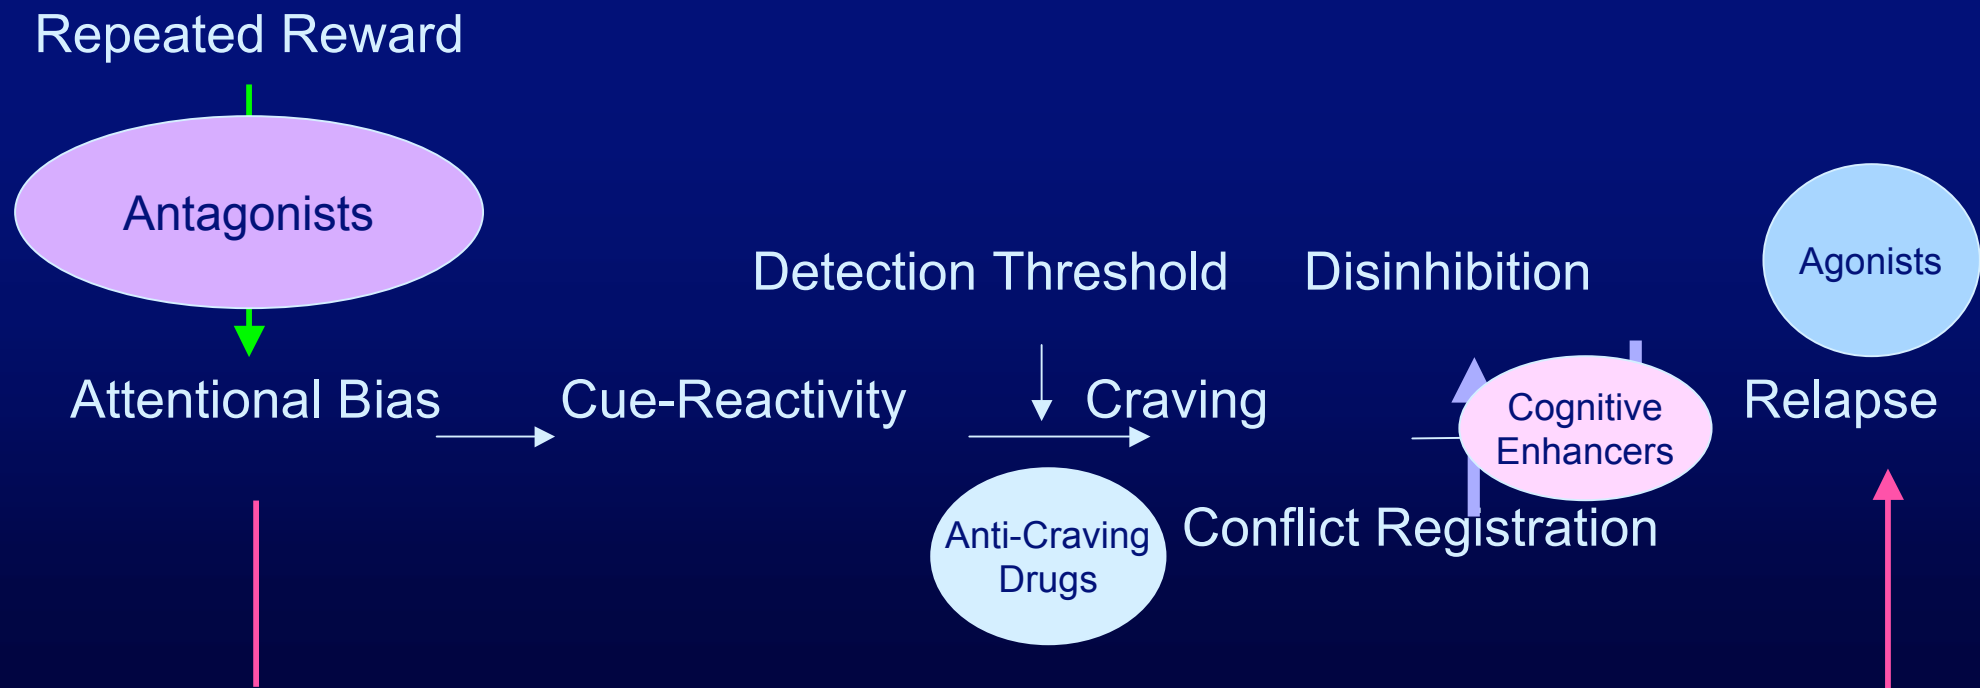 Repeated Reward
Antagonists
Detection Threshold
Disinhibition
Agonists
Attentional Bias
Cue-Reactivity
Craving
Cognitive
Enhancers
Relapse
Anti-Craving
Drugs
Conflict Registration